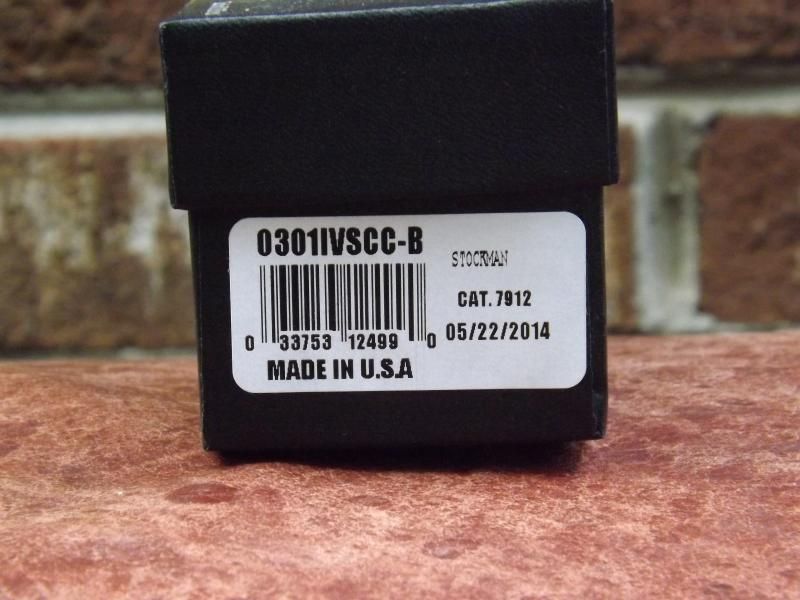 0301IVSCC-B
STOCKMAN
CAT. 7912
0 33753 12499 0
05/22/2014
MADE IN U.S.A